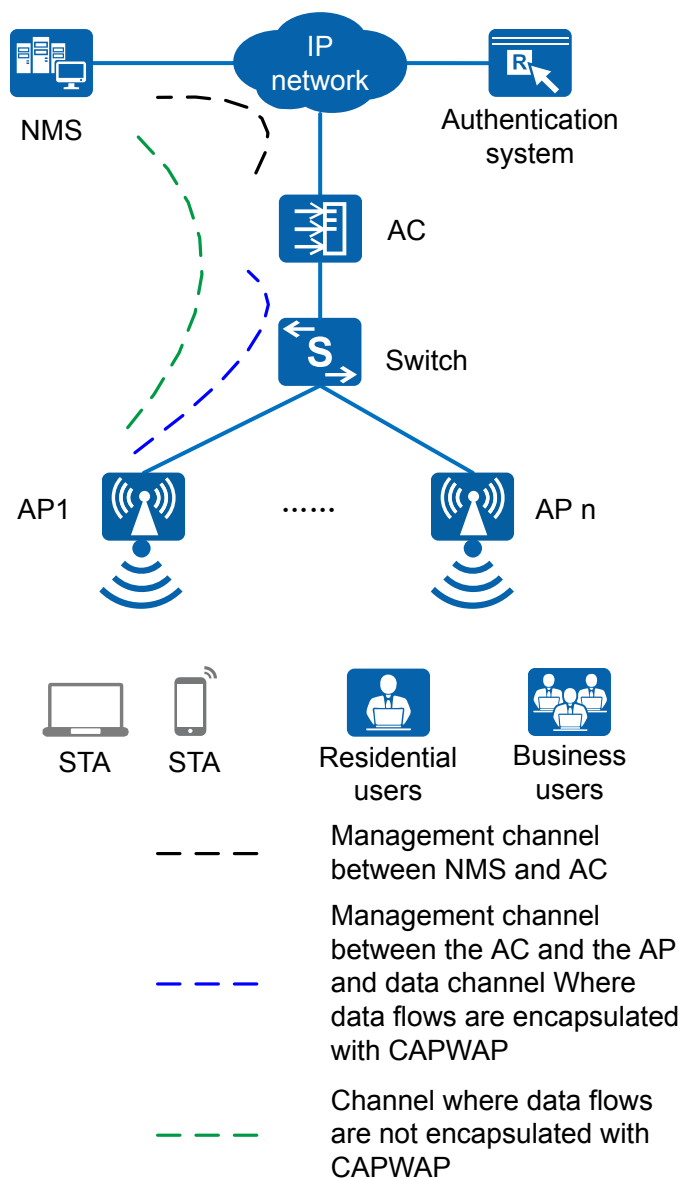 IP
network
NMS
R
Authentication
system
AC
S
Switch
AP1
......
AP n
STA
STA
Residential
users
Business
users
Management channel
between NMS and AC
Management channel
between the AC and the AP
and data channel Where
data flows are encapsulated
with CAPWAP
Channel where data flows
are not encapsulated with
CAPWAP